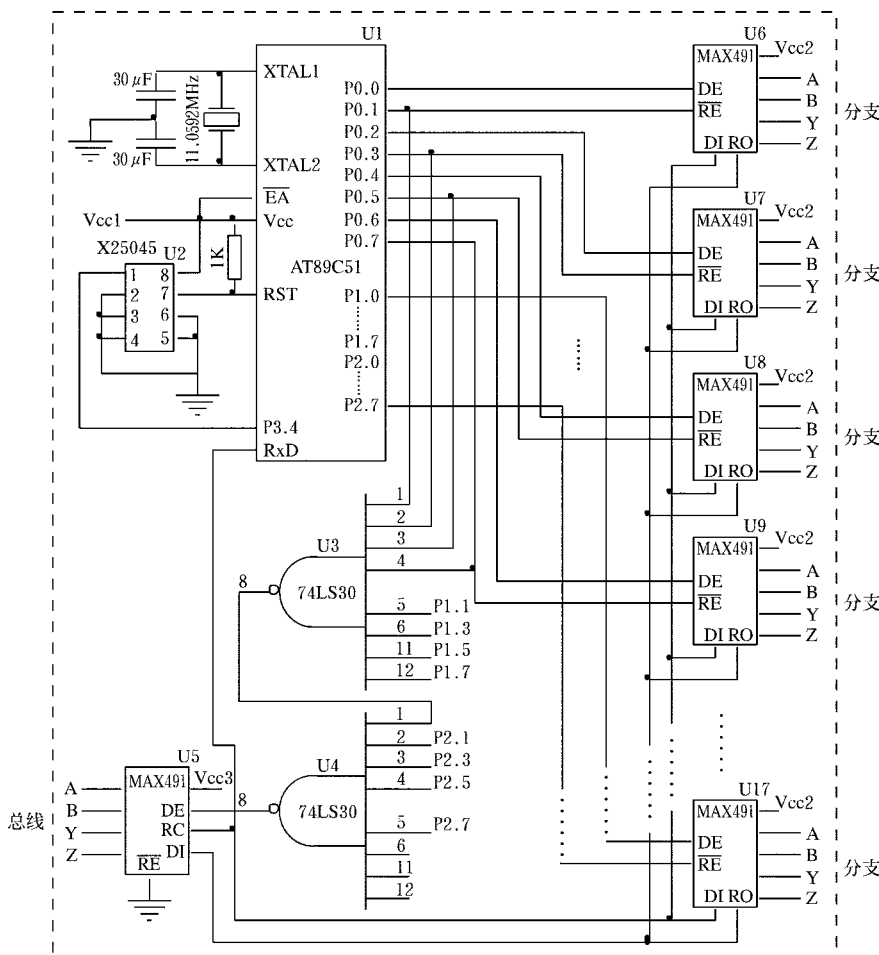 U1
XTAL1
XTAL2
EA
Vcc
AT89C51
RST
P3.4
RxD
P0.0
P0.1
P0.2
P0.3
P0.4
P0.5
P0.6
P0.7
P1.0
P1.7
P2.0
P2.7
30μF
30μF
11.0592MHz
Vcc1
1K
X25045
U2
1 8
2 7
3 6
4 5
U3
74LS30
8
1
2
3
4
5 P1.1
6 P1.3
11 P1.5
12 P1.7
U4
74LS30
8
1
2 P2.1
3 P2.3
4 P2.5
5 P2.7
6
11
12
总线
A
B
Y
Z
U5
MAX491
Vcc3
DE
RC
DI
RE
U6
MAX491
Vcc2
DE
RE
DI RO
A
B
Y
Z
分支
U7
MAX491
Vcc2
DE
RE
DI RO
A
B
Y
Z
分支
U8
MAX491
Vcc2
DE
RE
DI RO
A
B
Y
Z
分支
U9
MAX491
Vcc2
DE
RE
DI RO
A
B
Y
Z
分支
U17
MAX491
Vcc2
DE
RE
DI RO
A
B
Y
Z
分支